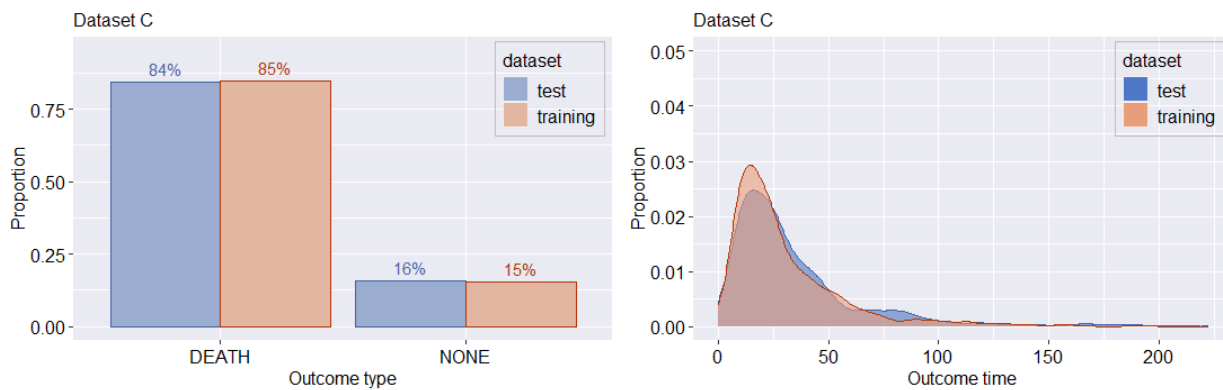 Dataset C
Proportion
0.75
0.50
0.25
0.00
84%
85%
16%
15%
dataset
test
training
DEATH
NONE
Outcome type
Dataset C
Proportion
0.05
0.04
0.03
0.02
0.01
0.00
dataset
test
training
0
50
100
150
200
Outcome time